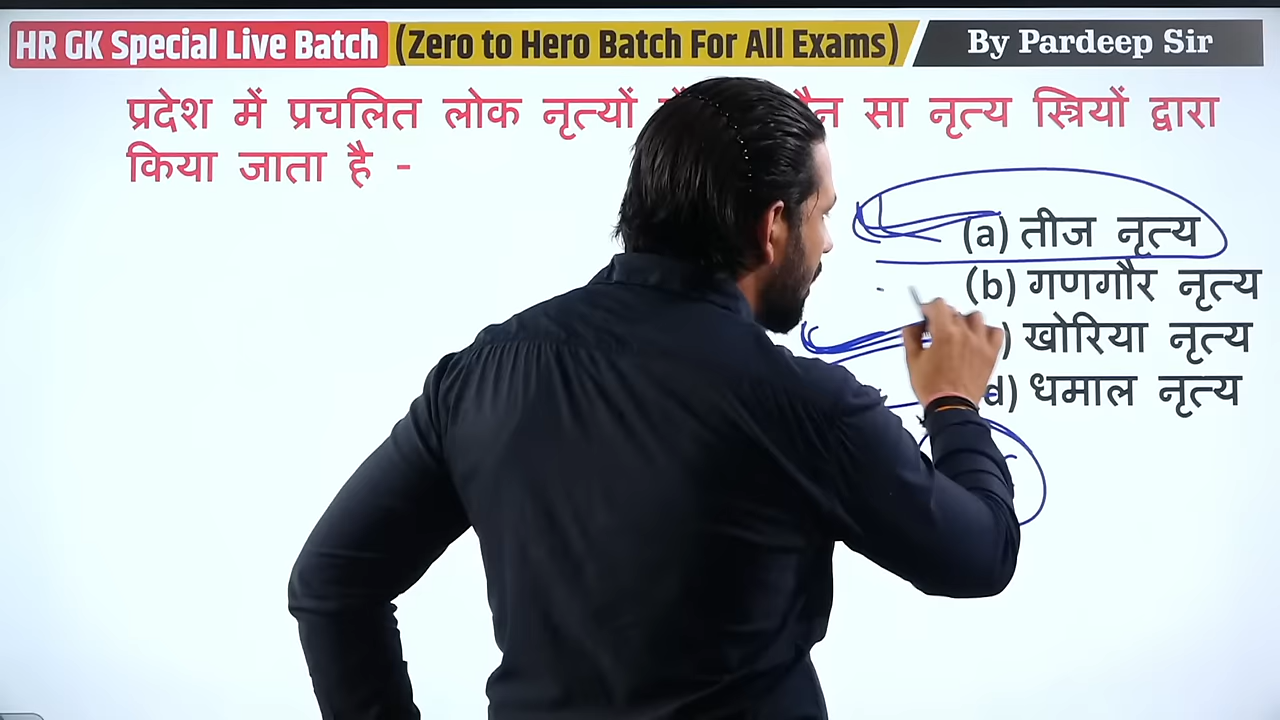 HR GK Special Live Batch (Zero to Hero Batch For All Exams) By Pardeep Sir
प्रदेश में प्रचलित लोक नृत्यों सा नृत्य स्त्रियों द्वारा
किया जाता है -
(a) तीज नृत्य
(b) गणगौर नृत्य
) खोरिया नृत्य
d) धमाल नृत्य